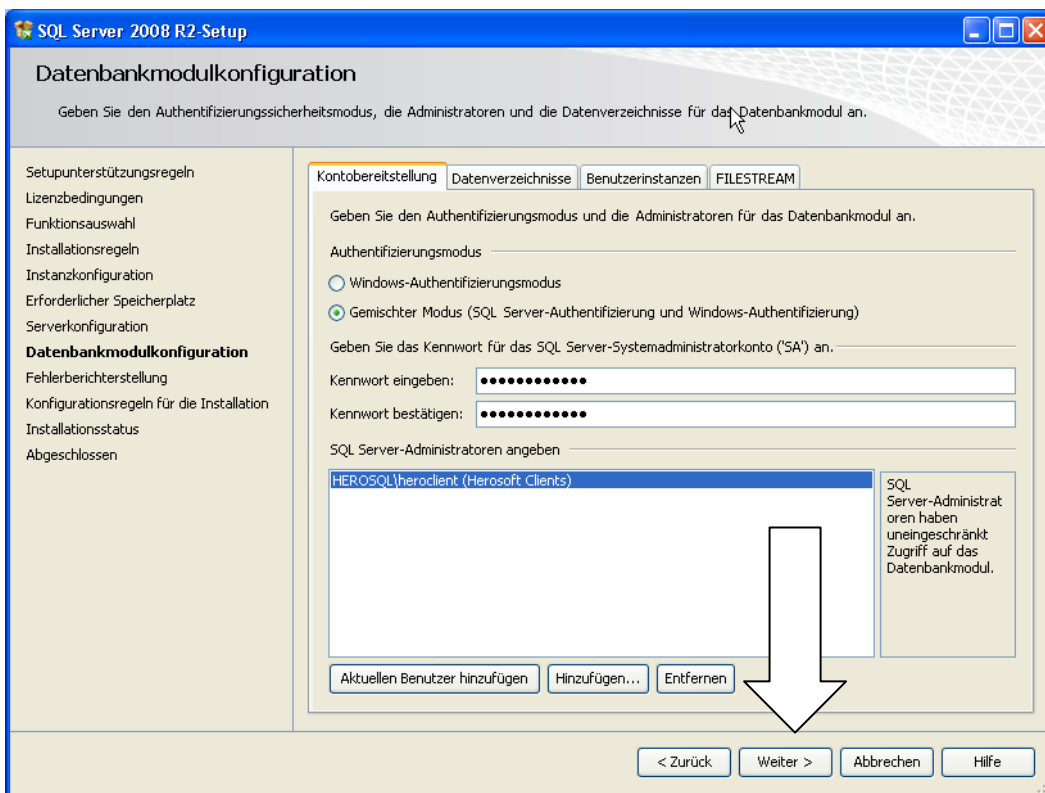 SQL Server 2008 R2-Setup
Datenbankmodulkonfiguration
Geben Sie den Authentifizierungssicherheitsmodus, die Administratoren und die Datenverzeichnisse für das Datenbankmodul an.
Setupunterstützungsregeln
Lizenzbedingungen
Funktionsauswahl
Installationsregeln
Instanzkonfiguration
Erforderlicher Speicherplatz
Serverkonfiguration
Datenbankmodulkonfiguration
Fehlerberichterstellung
Konfigurationsregeln für die Installation
Installationsstatus
Abgeschlossen
Kontobereitstellung Datenverzeichnisse Benutzerinstanzen FILESTREAM
Geben Sie den Authentifizierungsmodus und die Administratoren für das Datenbankmodul an.
Authentifizierungsmodus
Windows-Authentifizierungsmodus
Gemischter Modus (SQL Server-Authentifizierung und Windows-Authentifizierung)
Geben Sie das Kennwort für das SQL Server-Systemadministratorkonto ('SA') an.
Kennwort eingeben: ●●●●●●●●●●●●
Kennwort bestätigen: ●●●●●●●●●●●●
SQL Server-Administratoren angeben
HEROSQL\heroclient (Herosoft Clients)
SQL
Server-Administrat
oren haben
uneingeschränkt
Zugriff auf das
Datenbankmodul.
Aktuellen Benutzer hinzufügen Hinzufügen... Entfernen
< Zurück Weiter > Abbrechen Hilfe